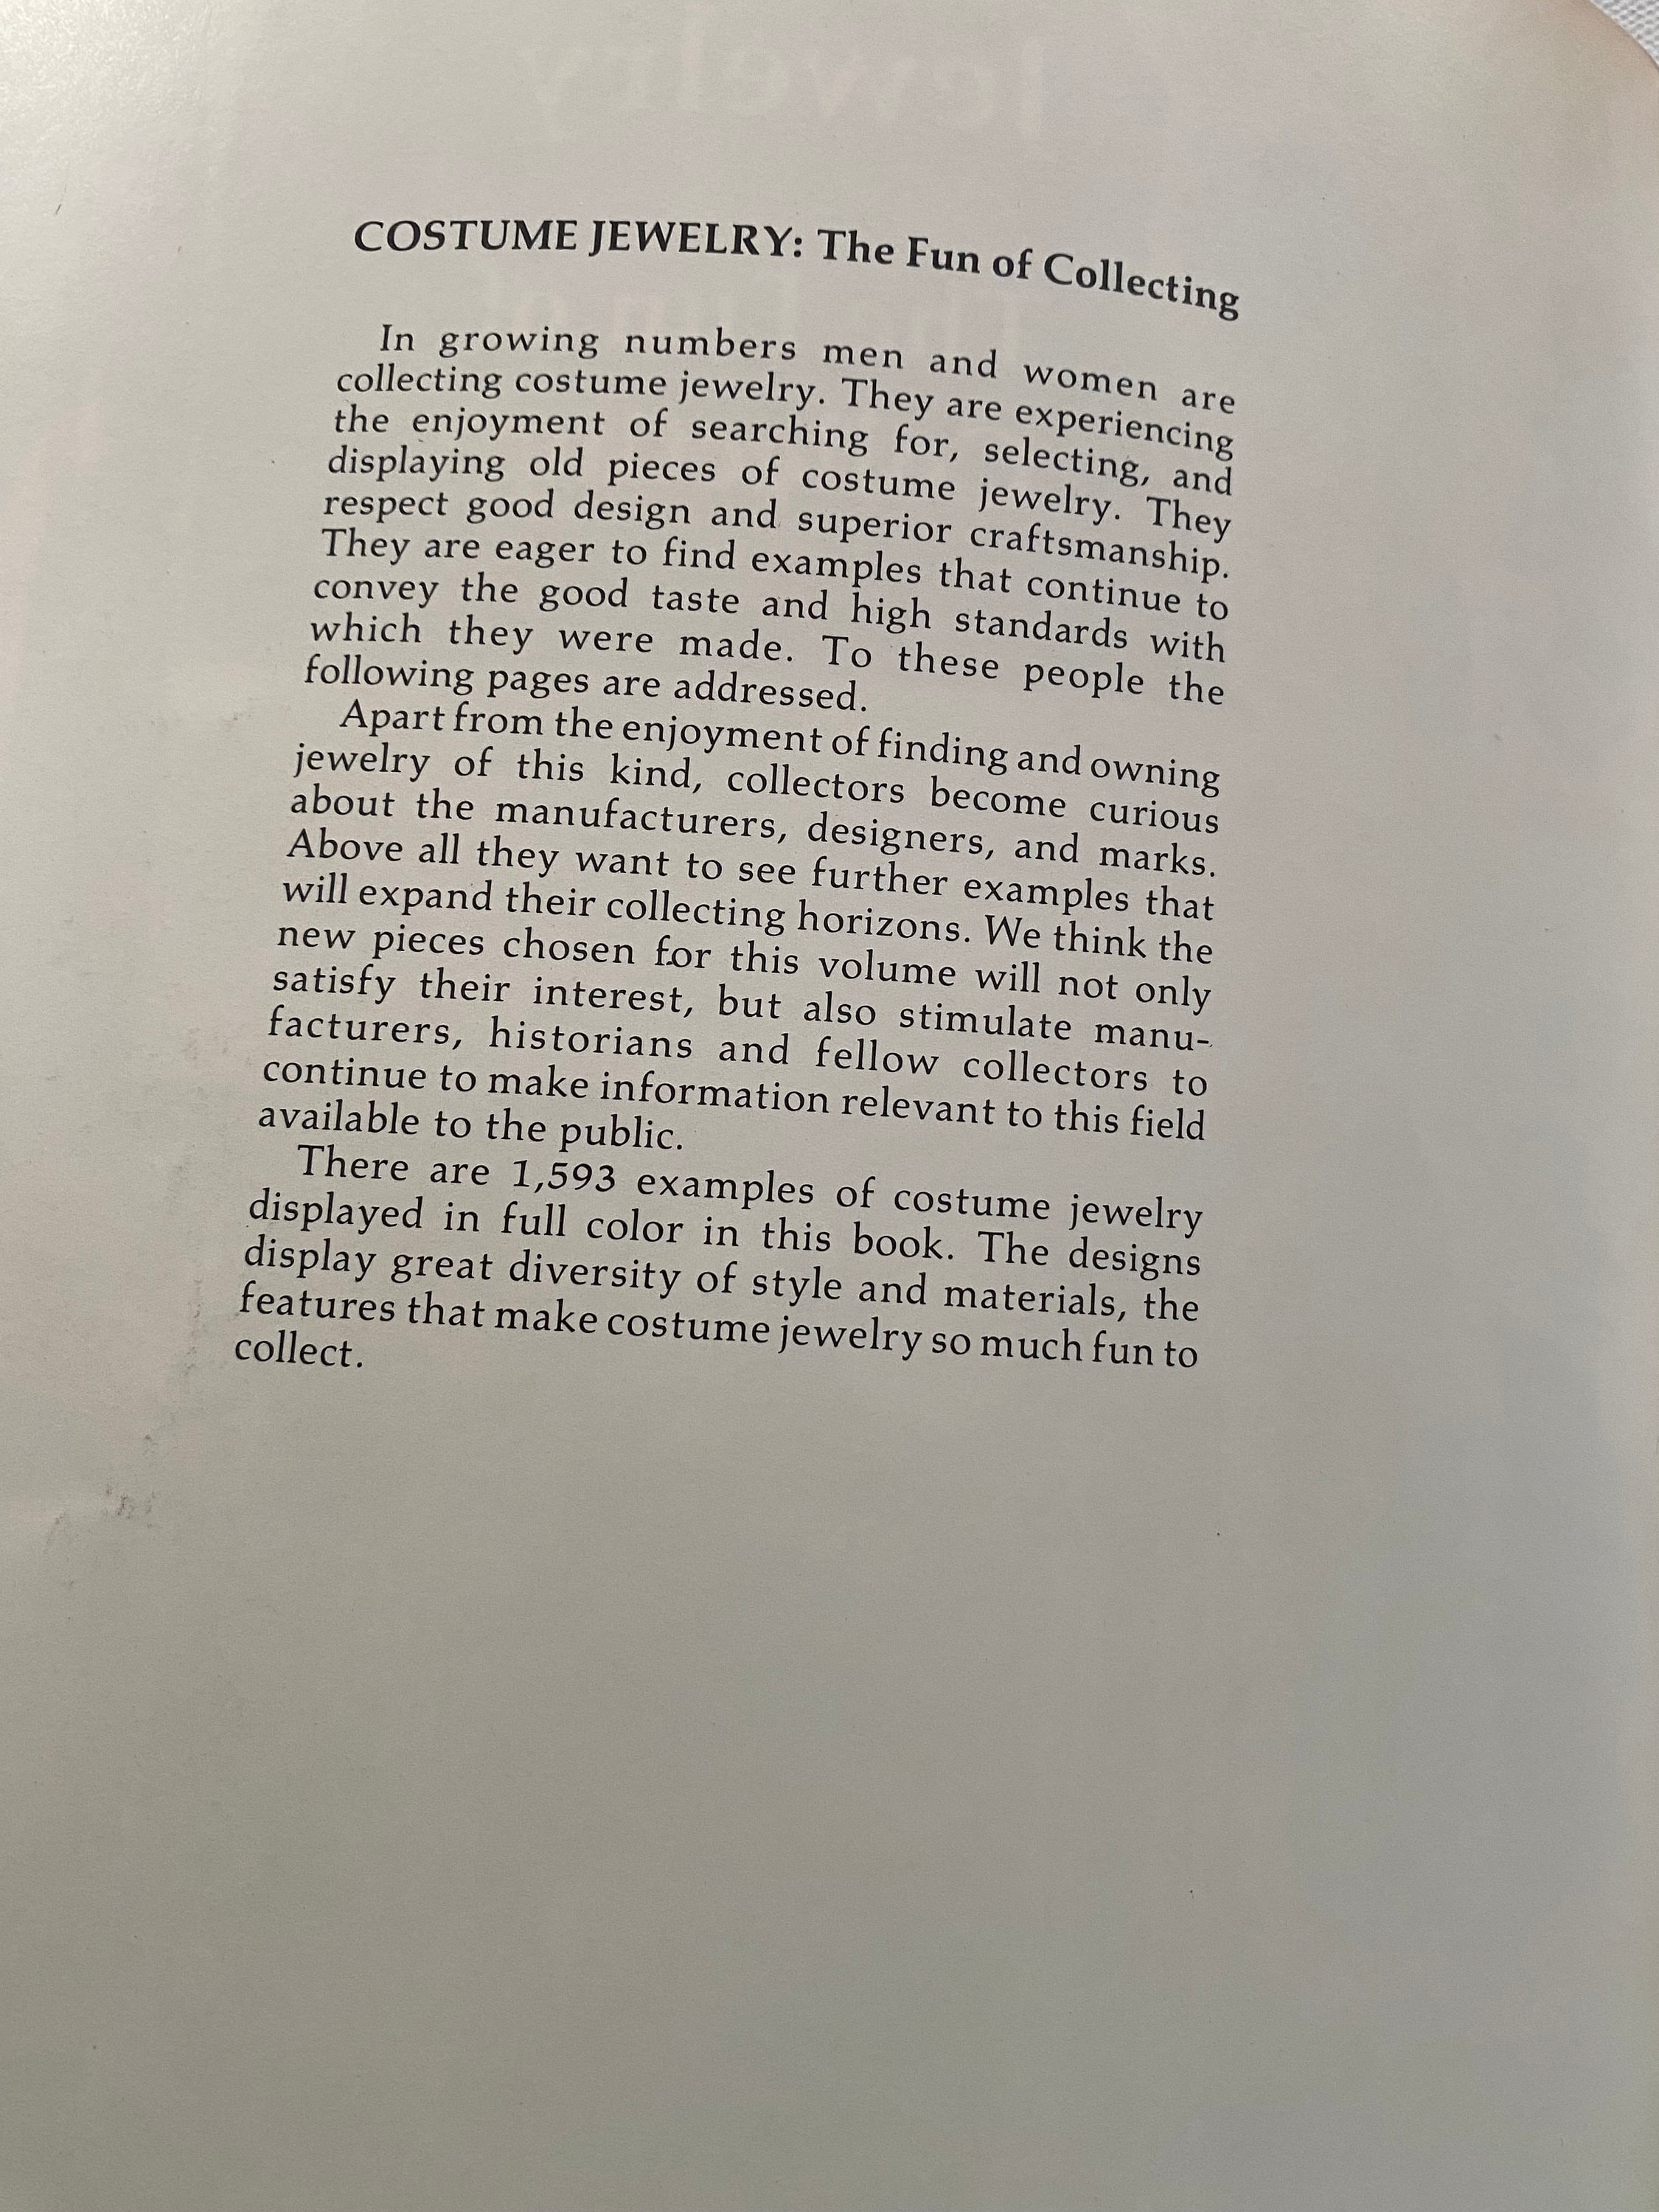 COSTUME JEWELRY: The Fun of Collecting
In growing numbers men and women are
collecting costume jewelry. They are experiencing
the enjoyment of searching for, selecting, and
displaying old pieces of costume jewelry. They
respect good design and superior craftsmanship.
They are eager to find examples that continue to
convey the good taste and high standards with
which they were made. To these people the
following pages are addressed.
Apart from the enjoyment of finding and owning
jewelry of this kind, collectors become curious
about the manufacturers, designers, and marks.
Above all they want to see further examples that
will expand their collecting horizons. We think the
new pieces chosen for this volume will not only
satisfy their interest, but also stimulate manu-
facturers, historians and fellow collectors to
continue to make information relevant to this field
available to the public.
There are 1,593 examples of costume jewelry
displayed in full color in this book. The designs
display great diversity of style and materials, the
features that make costume jewelry so much fun to
collect.